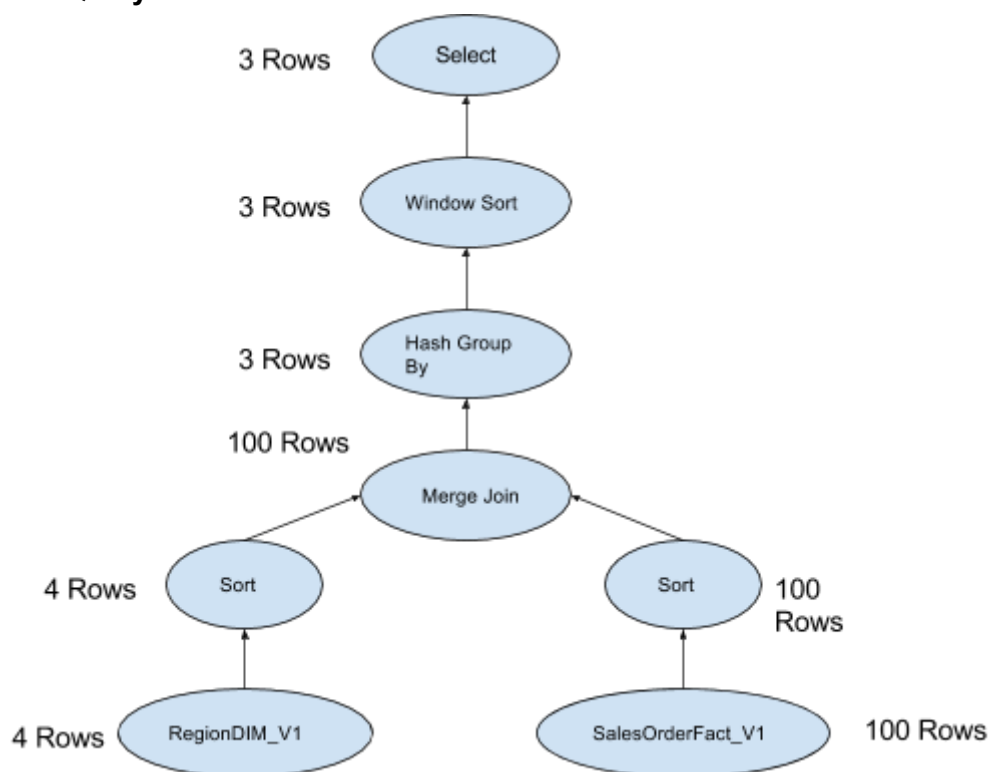 3 Rows
Select
3 Rows
Window Sort
3 Rows
Hash Group
By
100 Rows
Merge Join
4 Rows
Sort
Sort
100
Rows
4 Rows
RegionDIM_V1
SalesOrderFact_V1
100 Rows